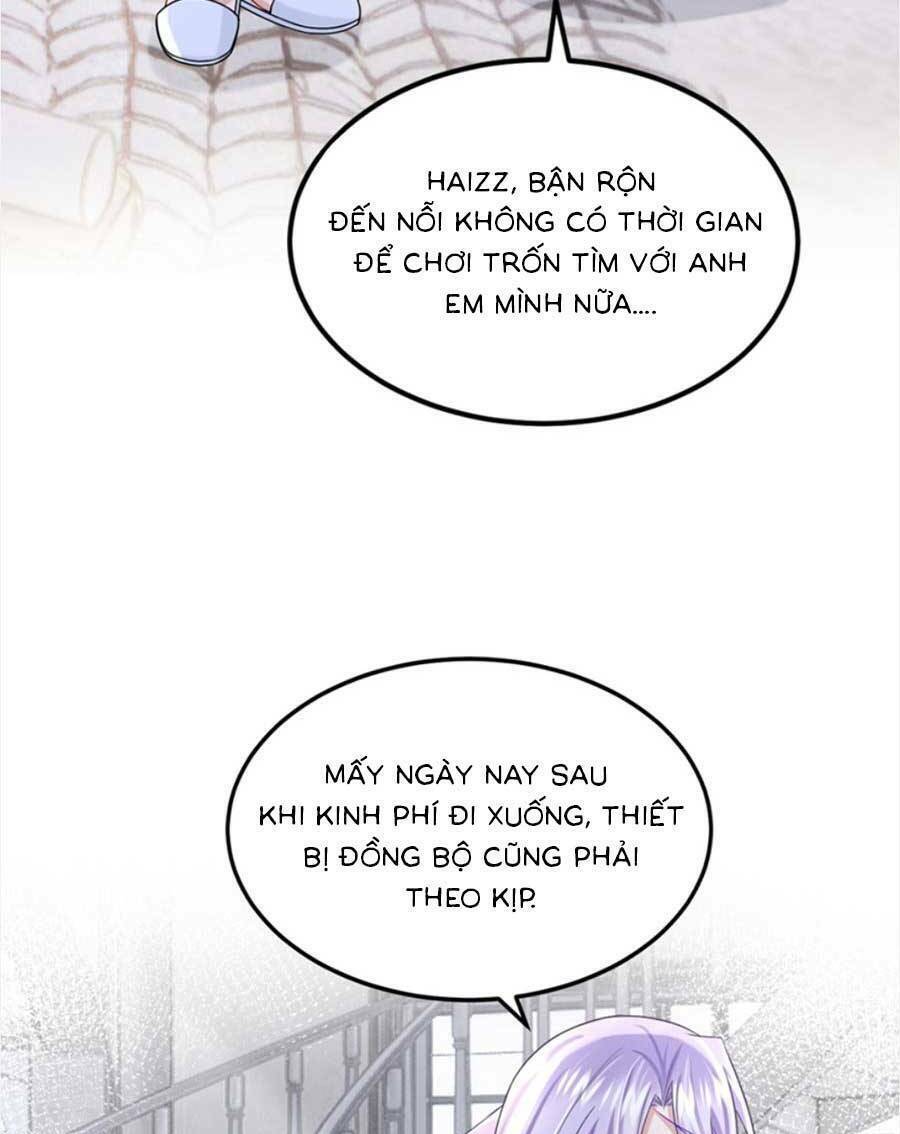 HAIZZ, BẬN RỘN
ĐẾN NỖI KHÔNG CÓ THỜI GIAN
ĐỂ CHƠI TRỐN TÌM VỚI ANH
EM MÌNH NỮA....
MẤY NGÀY NAY SAU
KHI KINH PHÍ ĐI XUỐNG, THIẾT
BỊ ĐỒNG BỘ CŨNG PHẢI
THEO KỊP.